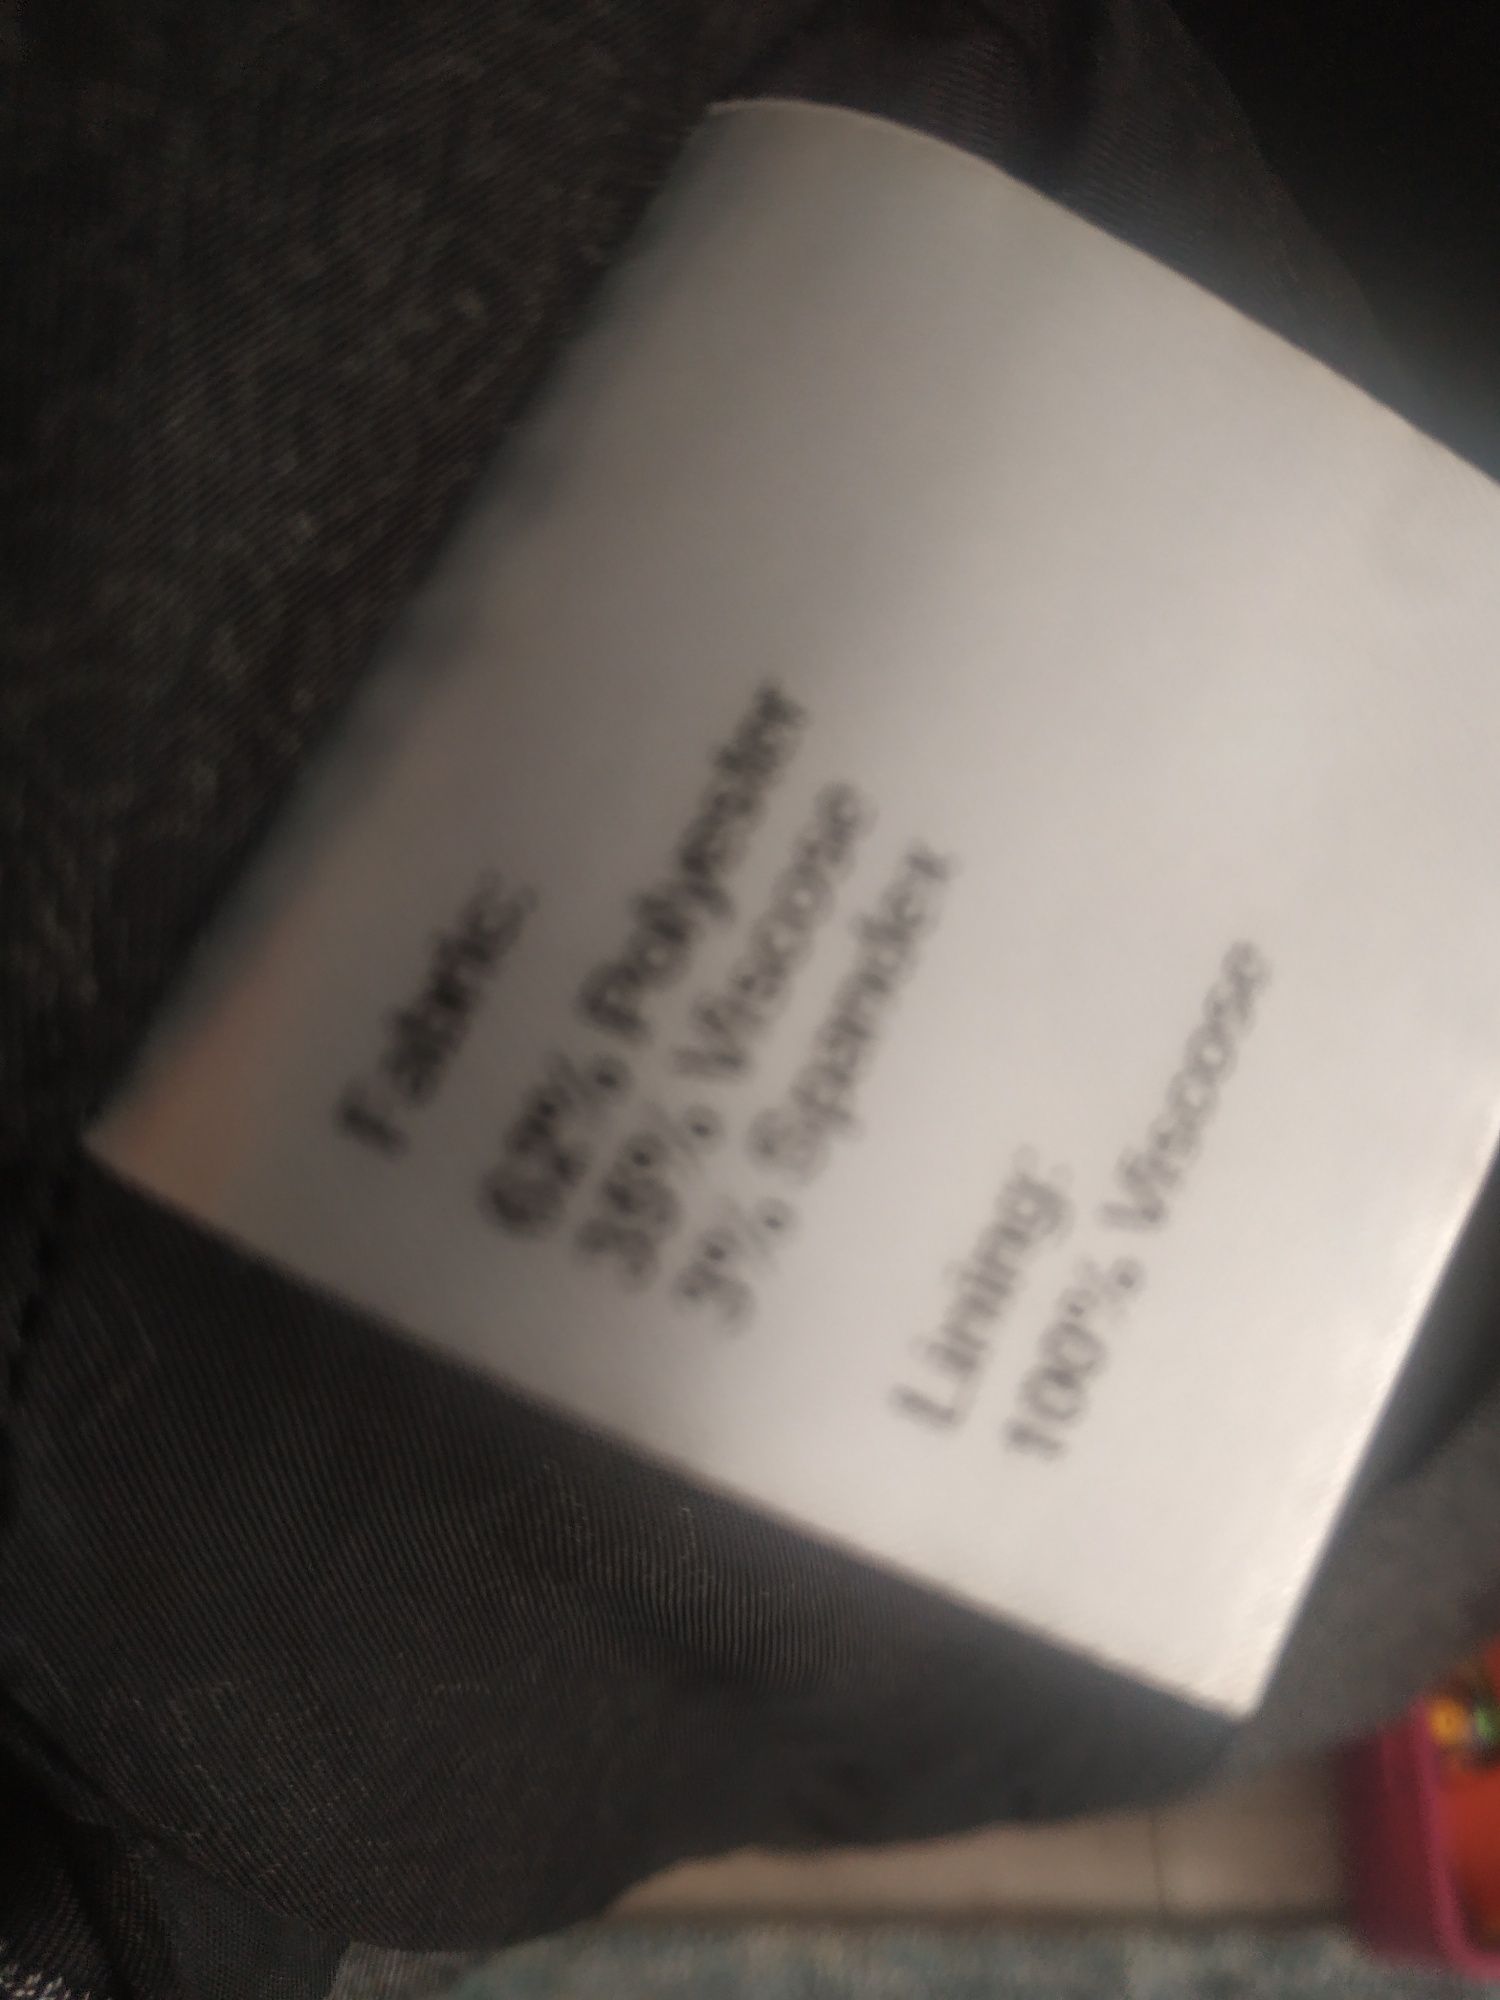 Fabric:
62% Polyester
35% Viscose
3% Spandex
Lining:
100% Viscose